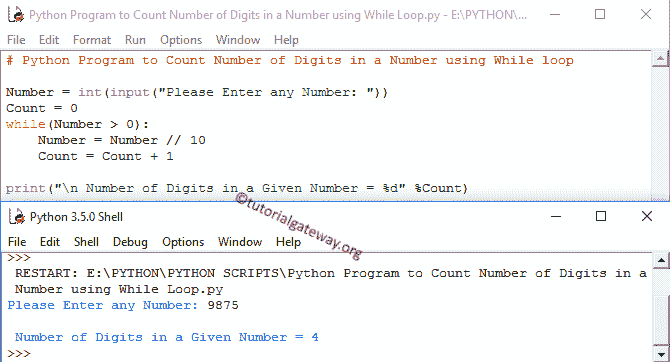 Python Program to Count Number of Digits in a Number using While Loop.py - E:\PYTHON\...
File Edit Format Run Options Window Help
# Python Program to Count Number of Digits in a Number using While loop
Number = int(input("Please Enter any Number: "))
Count = 0
while(Number > 0):
    Number = Number // 10
    Count = Count + 1
print("\n Number of Digits in a Given Number = %d" %Count)
©tutorialgateway.org
Python 3.5.0 Shell
File Edit Shell Debug Options Window Help
>>>
 RESTART: E:\PYTHON\PYTHON SCRIPTS\Python Program to Count Number of Digits in a
 Number using While Loop.py
Please Enter any Number: 9875
 Number of Digits in a Given Number = 4
>>>